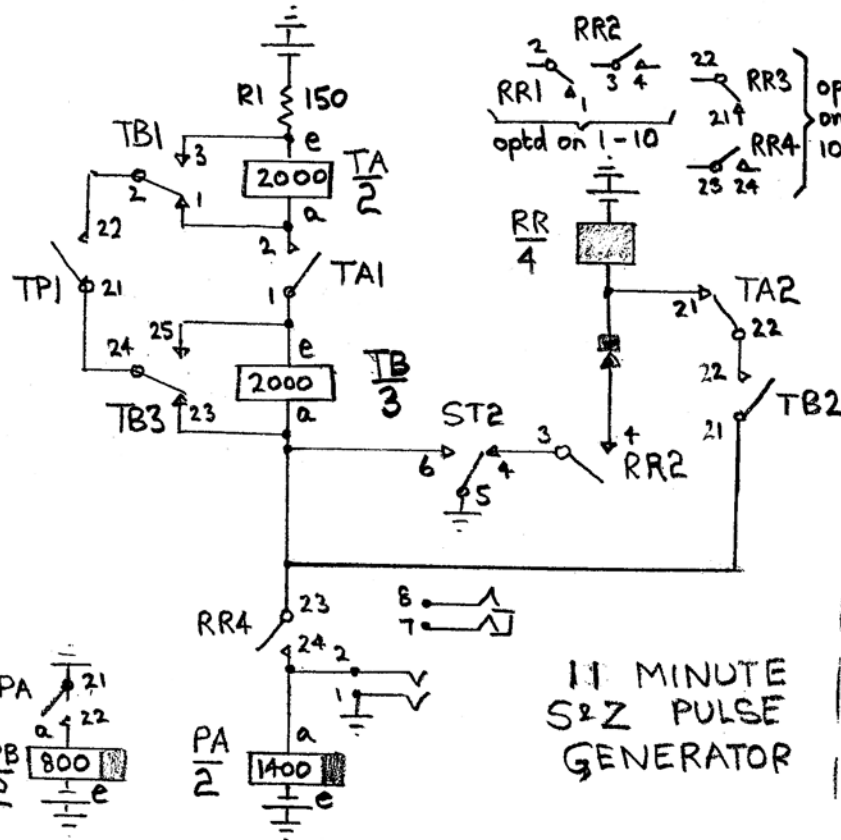 RR2
2
3 4
22
RR1
1
RR3
21
optd on 1-10
RR4
23 24
op
on
10
R1 150
e
TB1
3
2 1
2000
TA
2
a
22
2
TP1
21
1
TA1
RR
4
21
TA2
22
25
24
e
TB3
23
2000
TB
3
a
22
21
TB2
ST2
6
4
5
3
4
RR2
RR4
23
24
8
7
2
1
PA
21
a 22
PB
800
e
PA
2
a
1400
e
11 MINUTE
S&Z PULSE
GENERATOR